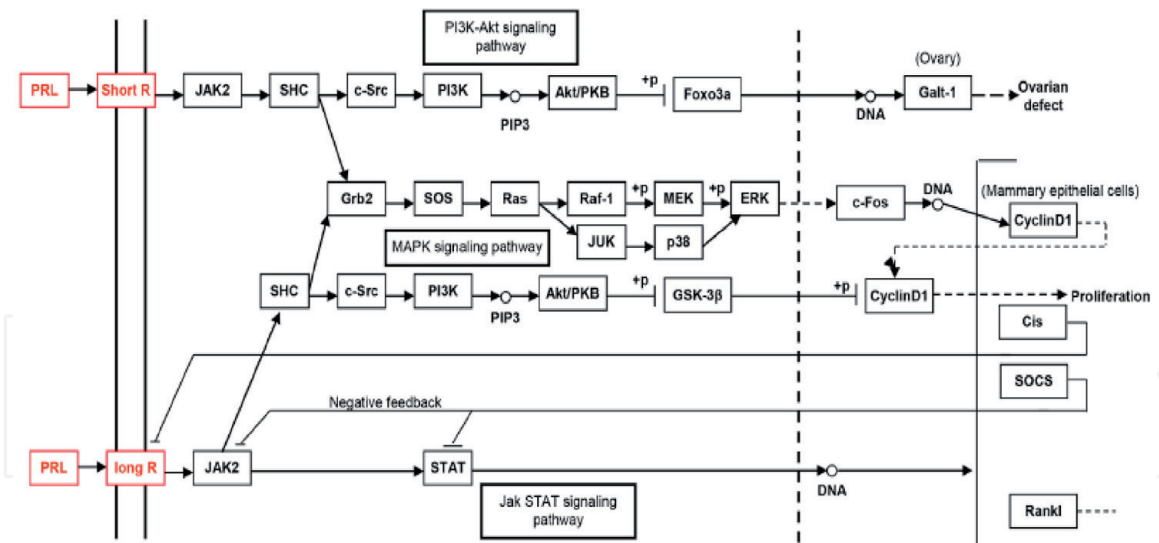 PI3K-Akt signaling
pathway
(Ovary)
PRL
Short R
JAK2
SHC
c-Src
PI3K
PIP3
Akt/PKB
+p
Foxo3a
DNA
Galt-1
Ovarian
defect
Grb2
SOS
Ras
Raf-1
+p
MEK
+p
ERK
c-Fos
DNA
(Mammary epithelial cells)
CyclinD1
JUK
p38
MAPK signaling pathway
SHC
c-Src
PI3K
PIP3
Akt/PKB
+p
GSK-3β
+p
CyclinD1
Proliferation
Cis
SOCS
Negative feedback
PRL
long R
JAK2
STAT
DNA
Jak STAT signaling
pathway
Rankl